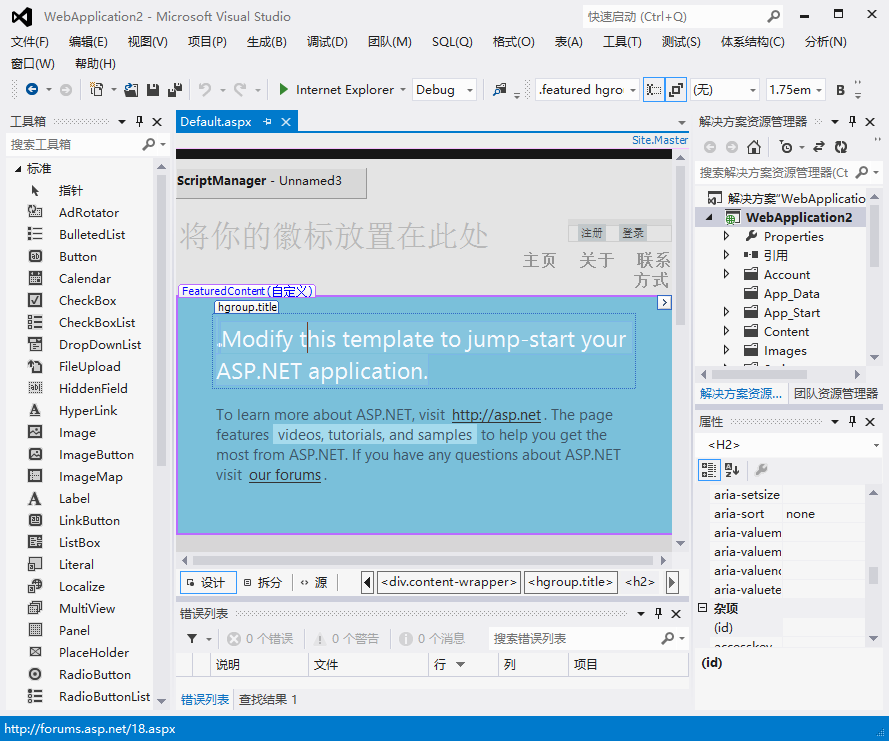 WebApplication2 - Microsoft Visual Studio
快速启动 (Ctrl+Q)
文件(F) 编辑(E) 视图(V) 项目(P) 生成(B) 调试(D) 团队(M) SQL(Q) 格式(O) 表(A) 工具(T) 测试(S) 体系结构(C) 分析(N)
窗口(W) 帮助(H)
Internet Explorer Debug .featured hgro (无) 1.75em B
工具箱
搜索工具箱
标准
指针
AdRotator
BulletedList
Button
Calendar
CheckBox
CheckBoxList
DropDownList
FileUpload
HiddenField
HyperLink
Image
ImageButton
ImageMap
Label
LinkButton
ListBox
Literal
Localize
MultiView
Panel
PlaceHolder
RadioButton
RadioButtonList
Default.aspx
Site.Master
ScriptManager - Unnamed3
将你的徽标放置在此处
注册 登录
主页 关于 联系方式
FeaturedContent (自定义)
hgroup.title
.Modify this template to jump-start your
ASP.NET application.
To learn more about ASP.NET, visit http://asp.net . The page
features videos, tutorials, and samples to help you get the
most from ASP.NET. If you have any questions about ASP.NET
visit our forums .
设计 拆分 源 <div.content-wrapper> <hgroup.title> <h2>
错误列表
0 个错误 0 个警告 0 个消息 搜索错误列表
说明 文件 行 列 项目
错误列表 查找结果 1
解决方案资源管理器
搜索解决方案资源管理器(Ct
解决方案"WebApplicatio
WebApplication2
Properties
引用
Account
App_Data
App_Start
Content
Images
解决方案资源... 团队资源管理器
属性
<H2>
aria-setsize
aria-sort none
aria-valuem
aria-valuem
aria-valueno
aria-valuete
杂项
(id)
accesskey
(id)
http://forums.asp.net/18.aspx